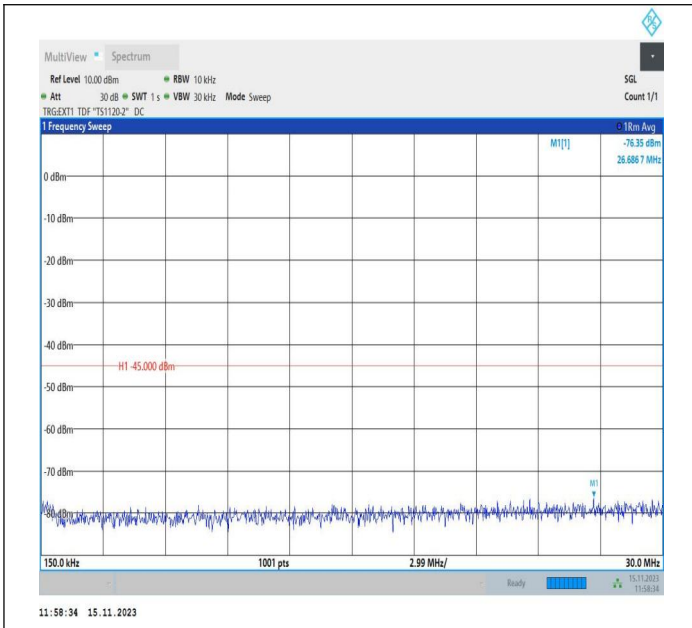 MultiView Spectrum
Ref Level 10.00 dBm RBW 10 kHz SGL
Att 30 dB SWT 1 s VBW 30 kHz Mode Sweep Count 1/1
TRG:EXT1 TDF "TS1120-2" DC
1 Frequency Sweep 1Rm Avg
M1[1] -76.35 dBm
26.686 7 MHz
0 dBm
-10 dBm
-20 dBm
-30 dBm
-40 dBm
H1 -45.000 dBm
-50 dBm
-60 dBm
-70 dBm
M1
-80 dBm
150.0 kHz 1001 pts 2.99 MHz/ 30.0 MHz
Ready 15.11.2023
11:58:34
11:58:34 15.11.2023